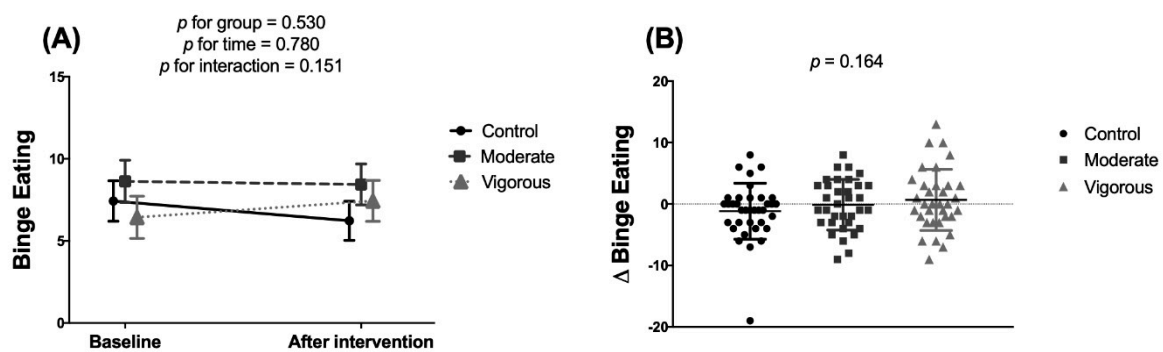 (A)
p for group = 0.530
p for time = 0.780
p for interaction = 0.151
Binge Eating
15
10
5
0
Baseline
After intervention
Control
Moderate
Vigorous
(B)
p = 0.164
Δ Binge Eating
20
10
0
-10
-20
Control
Moderate
Vigorous